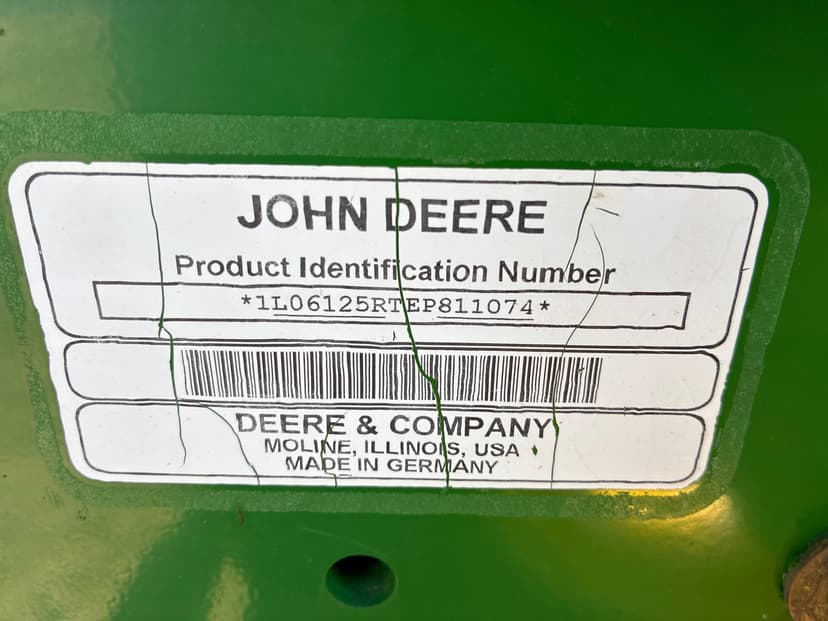 JOHN DEERE
Product Identification Number
*1L06125RTEP811074*
DEERE & COMPANY
MOLINE, ILLINOIS, USA
MADE IN GERMANY